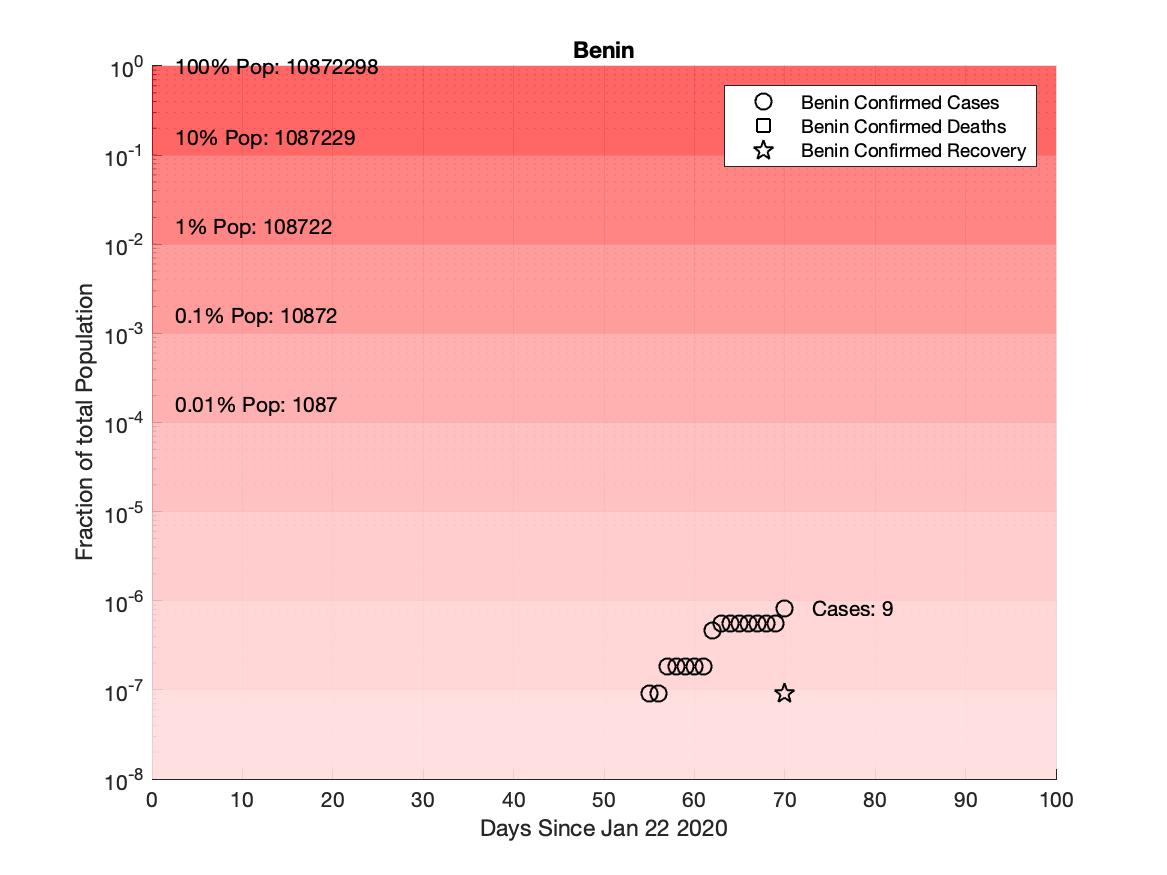 Benin
10^0
10^-1
10^-2
10^-3
10^-4
10^-5
10^-6
10^-7
10^-8
Fraction of total Population
100% Pop: 10872298
10% Pop: 1087229
1% Pop: 108722
0.1% Pop: 10872
0.01% Pop: 1087
Benin Confirmed Cases
Benin Confirmed Deaths
Benin Confirmed Recovery
Cases: 9
0 10 20 30 40 50 60 70 80 90 100
Days Since Jan 22 2020